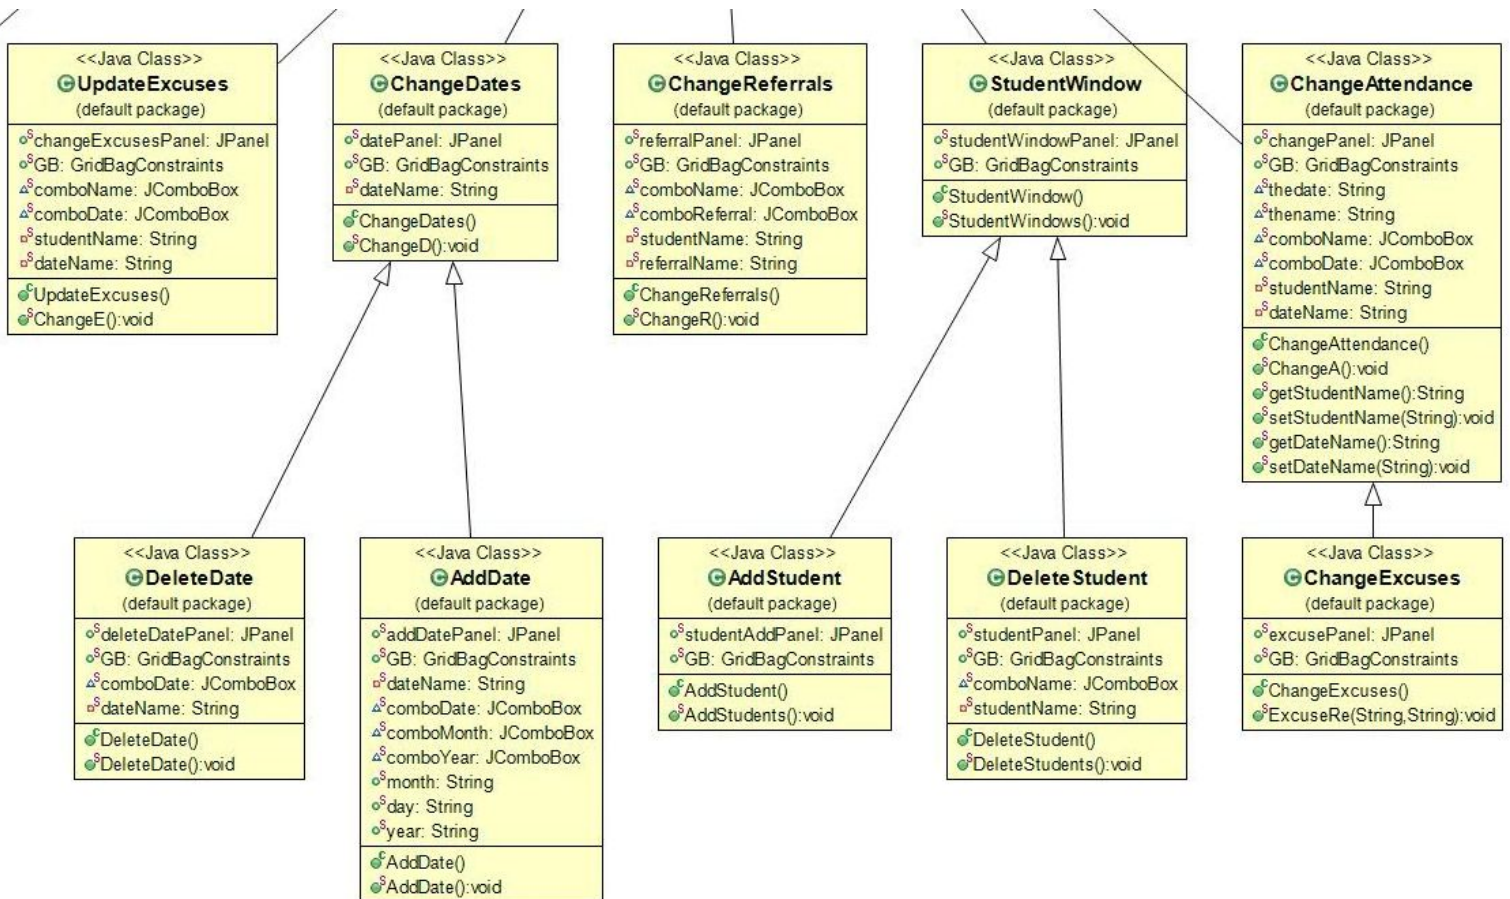 <<Java Class>>
UpdateExcuses
(default package)
changeExcusesPanel: JPanel
GB: GridBagConstraints
comboName: JComboBox
comboDate: JComboBox
studentName: String
dateName: String
UpdateExcuses()
ChangeE():void
<<Java Class>>
ChangeDates
(default package)
datePanel: JPanel
GB: GridBagConstraints
dateName: String
ChangeDates()
ChangeD():void
<<Java Class>>
ChangeReferrals
(default package)
referralPanel: JPanel
GB: GridBagConstraints
comboName: JComboBox
comboReferral: JComboBox
studentName: String
referralName: String
ChangeReferrals()
ChangeR():void
<<Java Class>>
StudentWindow
(default package)
studentWindowPanel: JPanel
GB: GridBagConstraints
StudentWindow()
StudentWindows():void
<<Java Class>>
ChangeAttendance
(default package)
changePanel: JPanel
GB: GridBagConstraints
thedate: String
thename: String
comboName: JComboBox
comboDate: JComboBox
studentName: String
dateName: String
ChangeAttendance()
ChangeA():void
getStudentName():String
setStudentName(String):void
getDateName():String
setDateName(String):void
<<Java Class>>
DeleteDate
(default package)
deleteDatePanel: JPanel
GB: GridBagConstraints
comboDate: JComboBox
dateName: String
DeleteDate()
DeleteDate():void
<<Java Class>>
AddDate
(default package)
addDatePanel: JPanel
GB: GridBagConstraints
dateName: String
comboDate: JComboBox
comboMonth: JComboBox
comboYear: JComboBox
month: String
day: String
year: String
AddDate()
AddDate():void
<<Java Class>>
AddStudent
(default package)
studentAddPanel: JPanel
GB: GridBagConstraints
AddStudent()
AddStudents():void
<<Java Class>>
DeleteStudent
(default package)
studentPanel: JPanel
GB: GridBagConstraints
comboName: JComboBox
studentName: String
DeleteStudent()
DeleteStudents():void
<<Java Class>>
ChangeExcuses
(default package)
excusePanel: JPanel
GB: GridBagConstraints
ChangeExcuses()
ExcuseRe(String,String):void